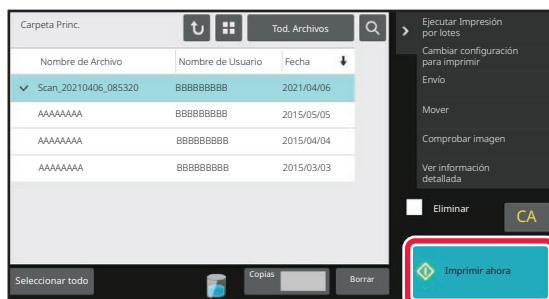 Carpeta Princ.
Tod. Archivos
Nombre de Archivo Nombre de Usuario Fecha
Scan_20210406_085320 BBBBBBBBB 2021/04/06
AAAAAAAA BBBBBBBBB 2015/05/05
AAAAAAAA BBBBBBBBB 2015/04/04
AAAAAAAA BBBBBBBBB 2015/03/03
Seleccionar todo
Copias
Borrar
Ejecutar Impresión
por lotes
Cambiar configuración
para imprimir
Envío
Mover
Comprobar imagen
Ver información
detallada
Eliminar
CA
Imprimir ahora